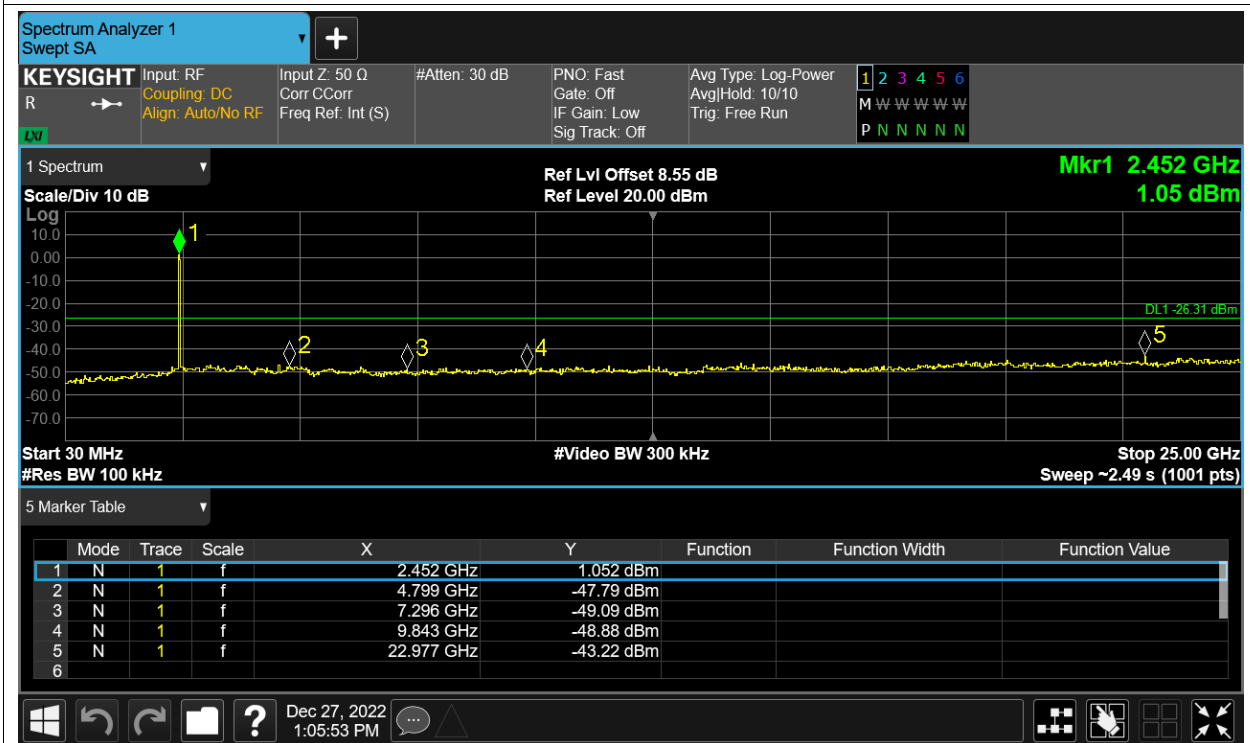 Spectrum Analyzer 1
Swept SA
KEYSIGHT
R
LXI
Input: RF
Coupling: DC
Align: Auto/No RF
Input Z: 50 Ω
Corr CCorr
Freq Ref: Int (S)
#Atten: 30 dB
PNO: Fast
Gate: Off
IF Gain: Low
Sig Track: Off
Avg Type: Log-Power
Avg|Hold: 10/10
Trig: Free Run
1 2 3 4 5 6
M W W W W W
P N N N N N
1 Spectrum
Scale/Div 10 dB
Ref Lvl Offset 8.55 dB
Ref Level 20.00 dBm
Mkr1 2.452 GHz
1.05 dBm
Log
10.0
0.00
-10.0
-20.0
-30.0
-40.0
-50.0
-60.0
-70.0
1
2
3
4
5
DL1 -26.31 dBm
Start 30 MHz
#Res BW 100 kHz
#Video BW 300 kHz
Stop 25.00 GHz
Sweep ~2.49 s (1001 pts)
5 Marker Table
Mode Trace Scale X Y Function Function Width Function Value
1 N 1 f 2.452 GHz 1.052 dBm
2 N 1 f 4.799 GHz -47.79 dBm
3 N 1 f 7.296 GHz -49.09 dBm
4 N 1 f 9.843 GHz -48.88 dBm
5 N 1 f 22.977 GHz -43.22 dBm
6
?
Dec 27, 2022
1:05:53 PM